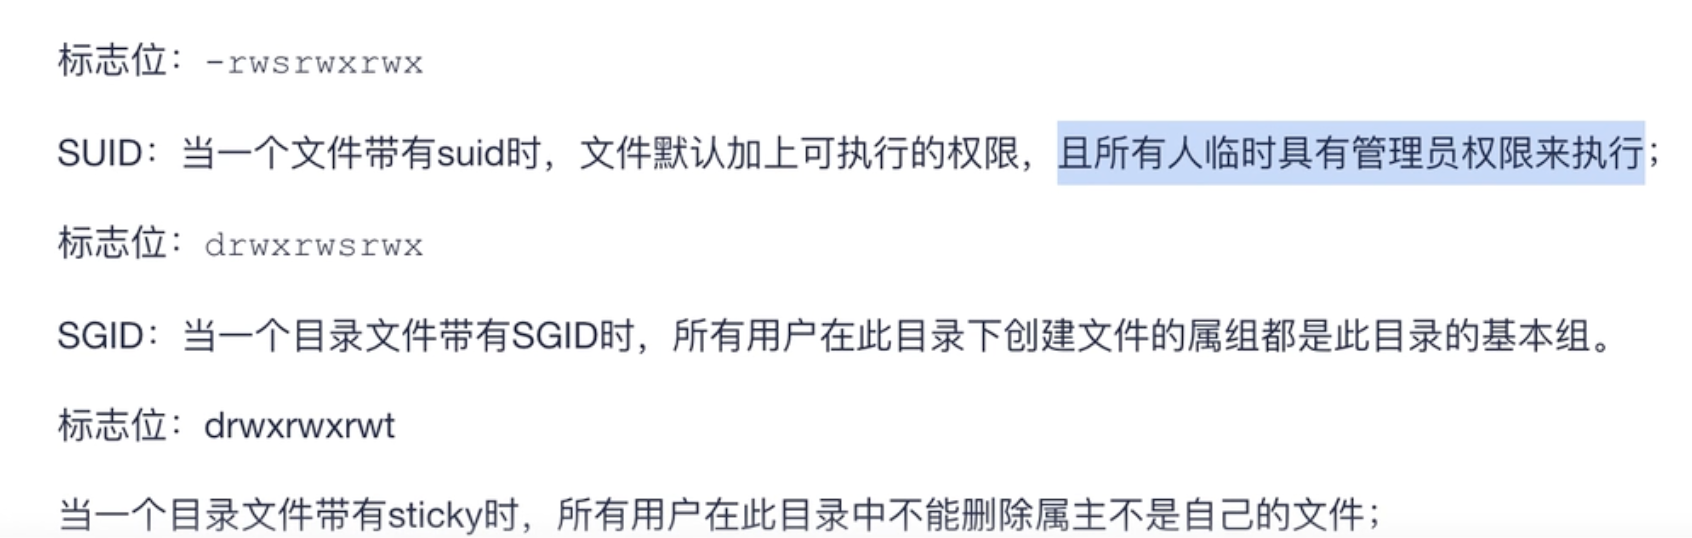 标志位：-rwsrwxrwx
SUID：当一个文件带有suid时，文件默认加上可执行的权限，且所有人临时具有管理员权限来执行；
标志位：drwxrwsrwx
SGID：当一个目录文件带有SGID时，所有用户在此目录下创建文件的属组都是此目录的基本组。
标志位：drwxrwxrwt
当一个目录文件带有sticky时，所有用户在此目录中不能删除属主不是自己的文件；